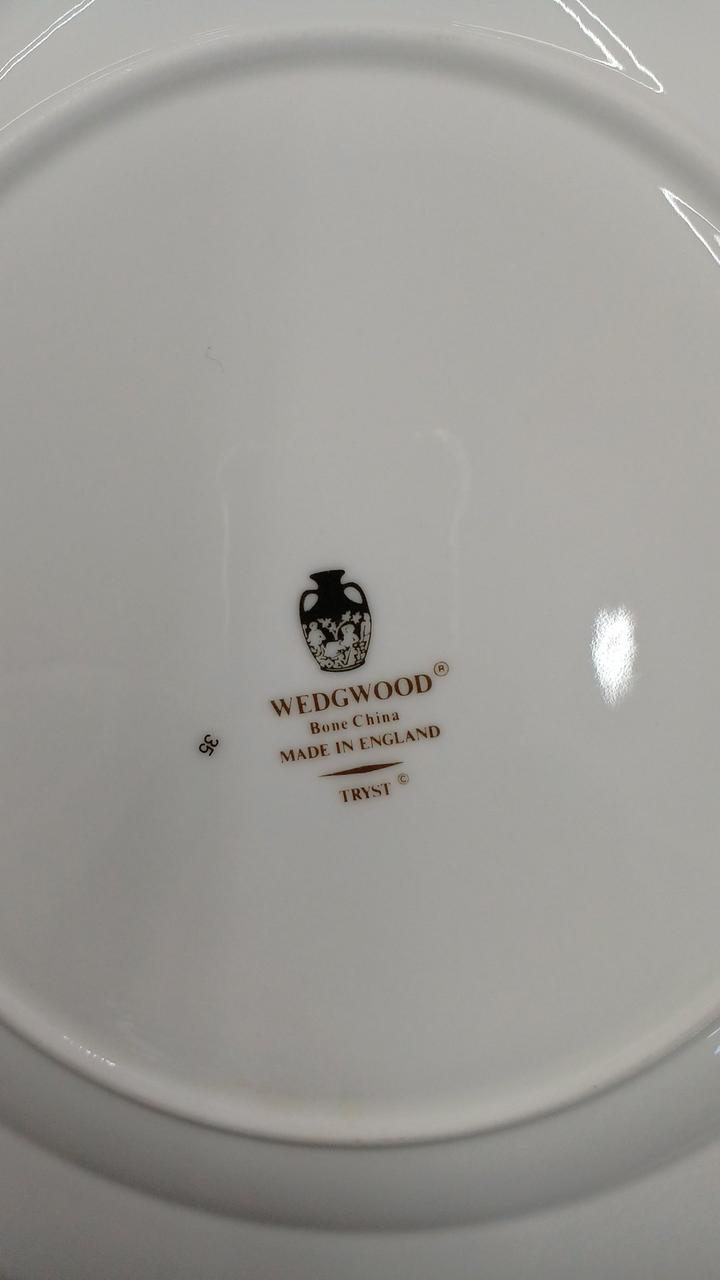 WEDGWOOD®
Bone China
MADE IN ENGLAND
TRYST ©
35